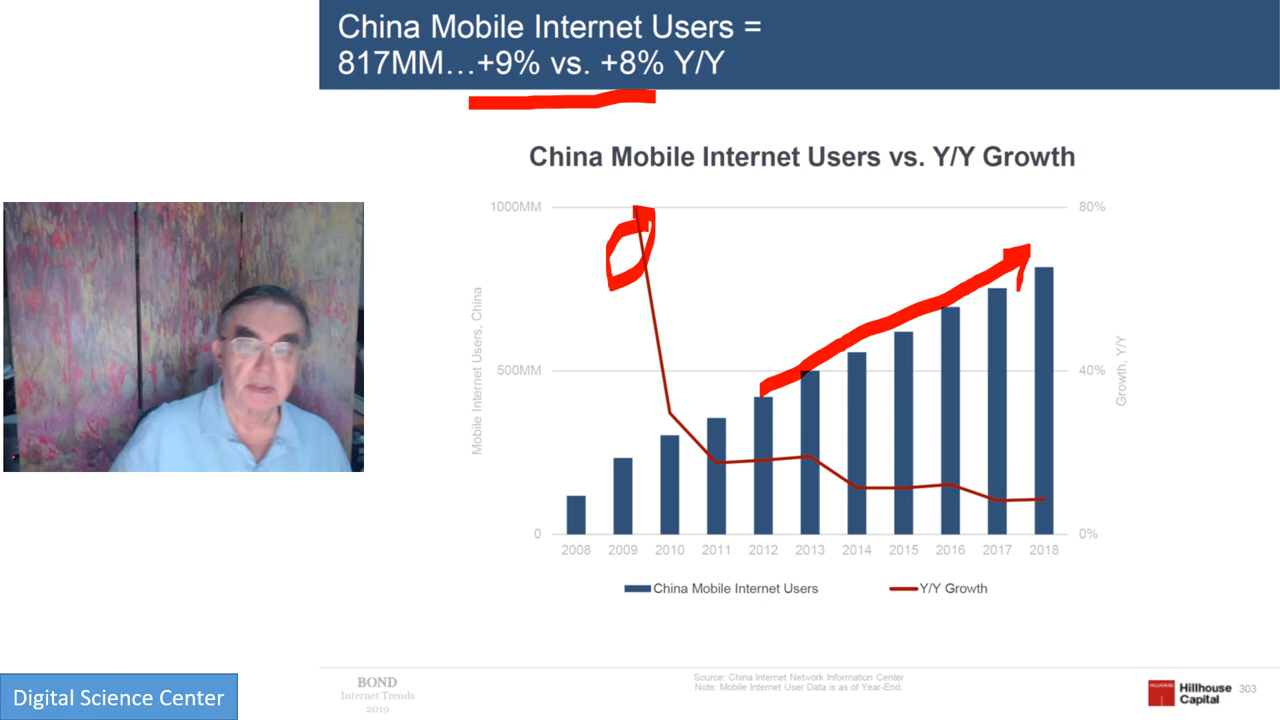 China Mobile Internet Users =
817MM…+9% vs. +8% Y/Y
China Mobile Internet Users vs. Y/Y Growth
1000MM
80%
Mobile Internet Users, China
500MM
40%
Growth, Y/Y
0
0%
2008 2009 2010 2011 2012 2013 2014 2015 2016 2017 2018
China Mobile Internet Users
Y/Y Growth
Digital Science Center
BOND
Internet Trends
2019
Source: China Internet Network Information Center
Note: Mobile Internet User Data is as of Year-End.
HILLHOUSE
Hillhouse
Capital
303